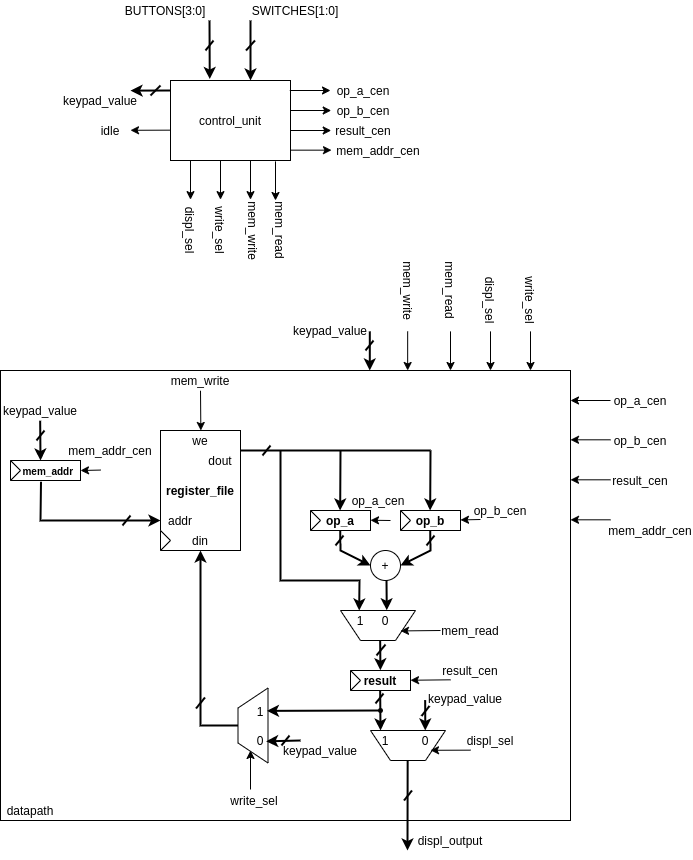 BUTTONS[3:0]
SWITCHES[1:0]
keypad_value
idle
control_unit
op_a_cen
op_b_cen
result_cen
mem_addr_cen
displ_sel
write_sel
mem_write
mem_read
mem_write
mem_read
displ_sel
write_sel
keypad_value
op_a_cen
op_b_cen
result_cen
mem_addr_cen
mem_write
keypad_value
mem_addr_cen
mem_addr
we
dout
register_file
addr
din
op_a_cen
op_a
op_b_cen
op_b
+
1 0
mem_read
result_cen
result
keypad_value
1
0
keypad_value
write_sel
1 0
displ_sel
datapath
displ_output